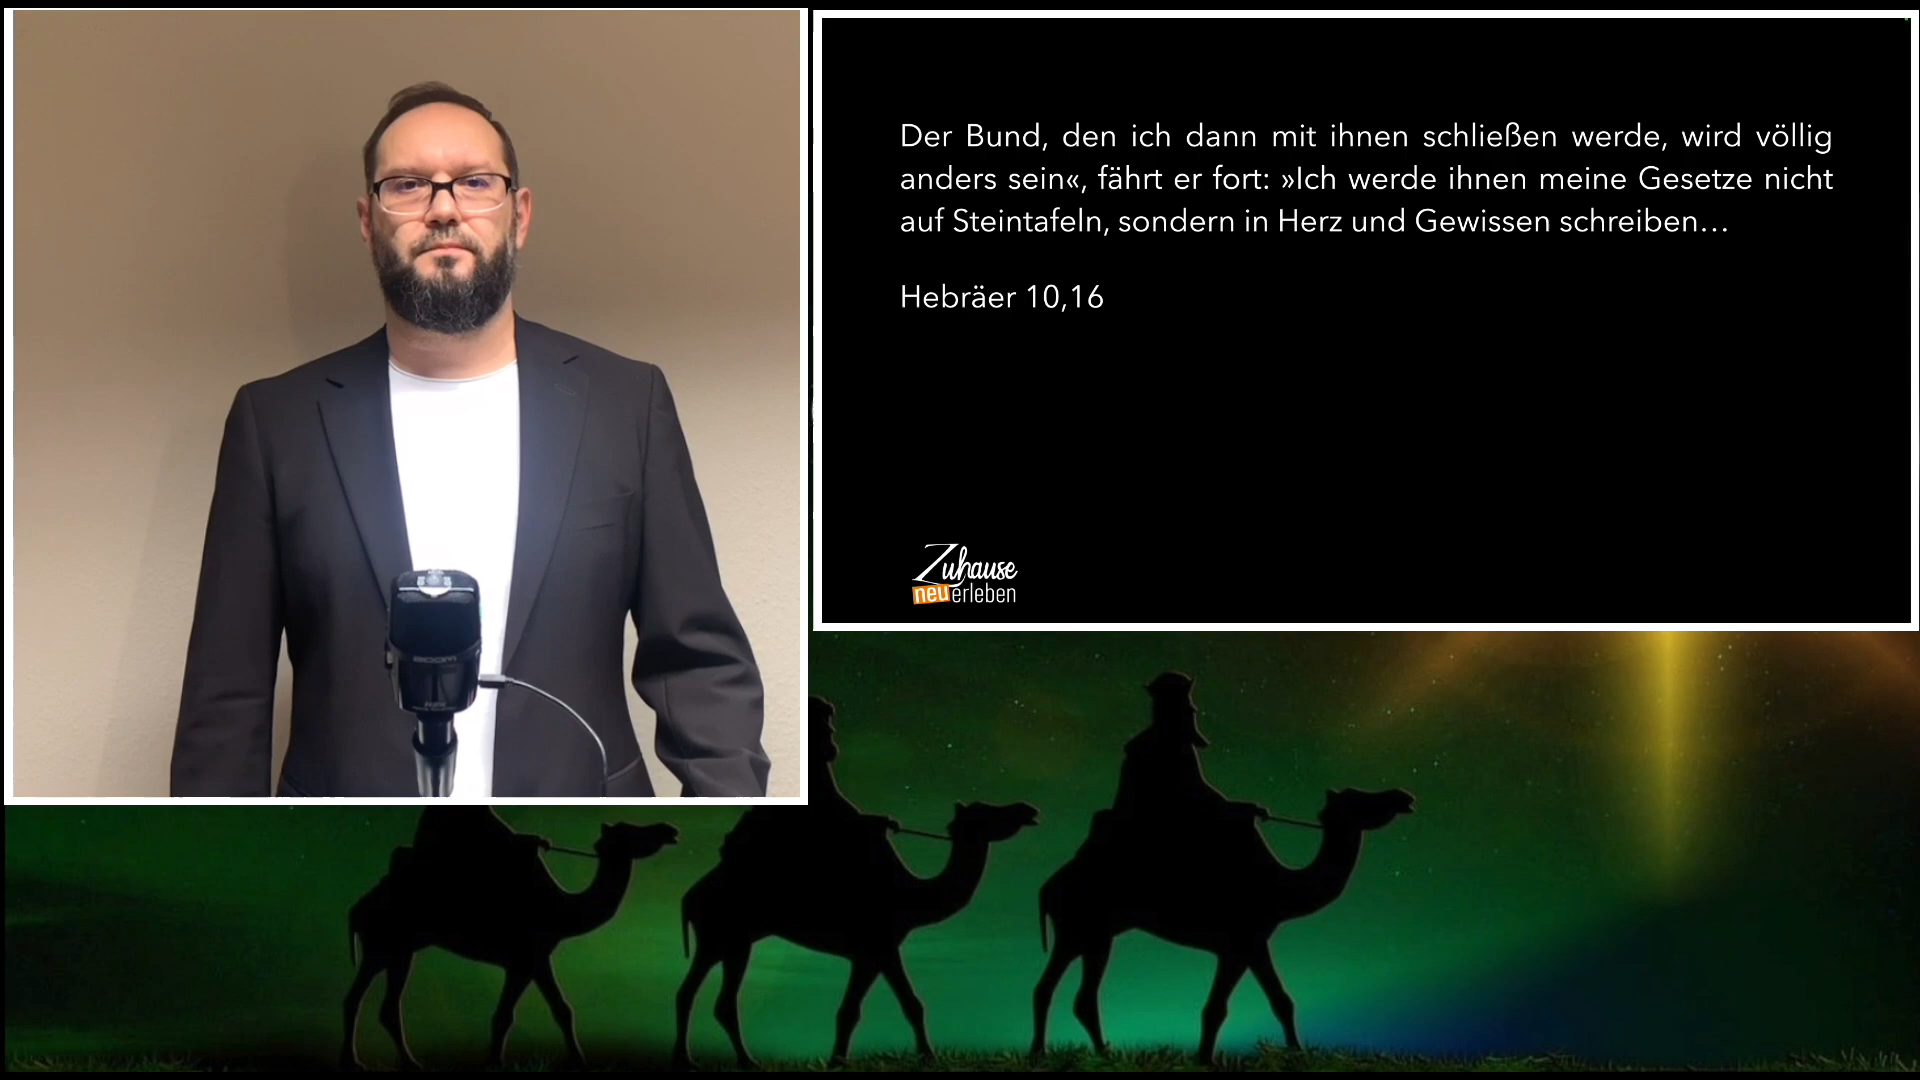 Der Bund, den ich dann mit ihnen schließen werde, wird völlig
anders sein«, fährt er fort: »Ich werde ihnen meine Gesetze nicht
auf Steintafeln, sondern in Herz und Gewissen schreiben…
Hebräer 10,16
Zuhause
neu erleben
ZOOM